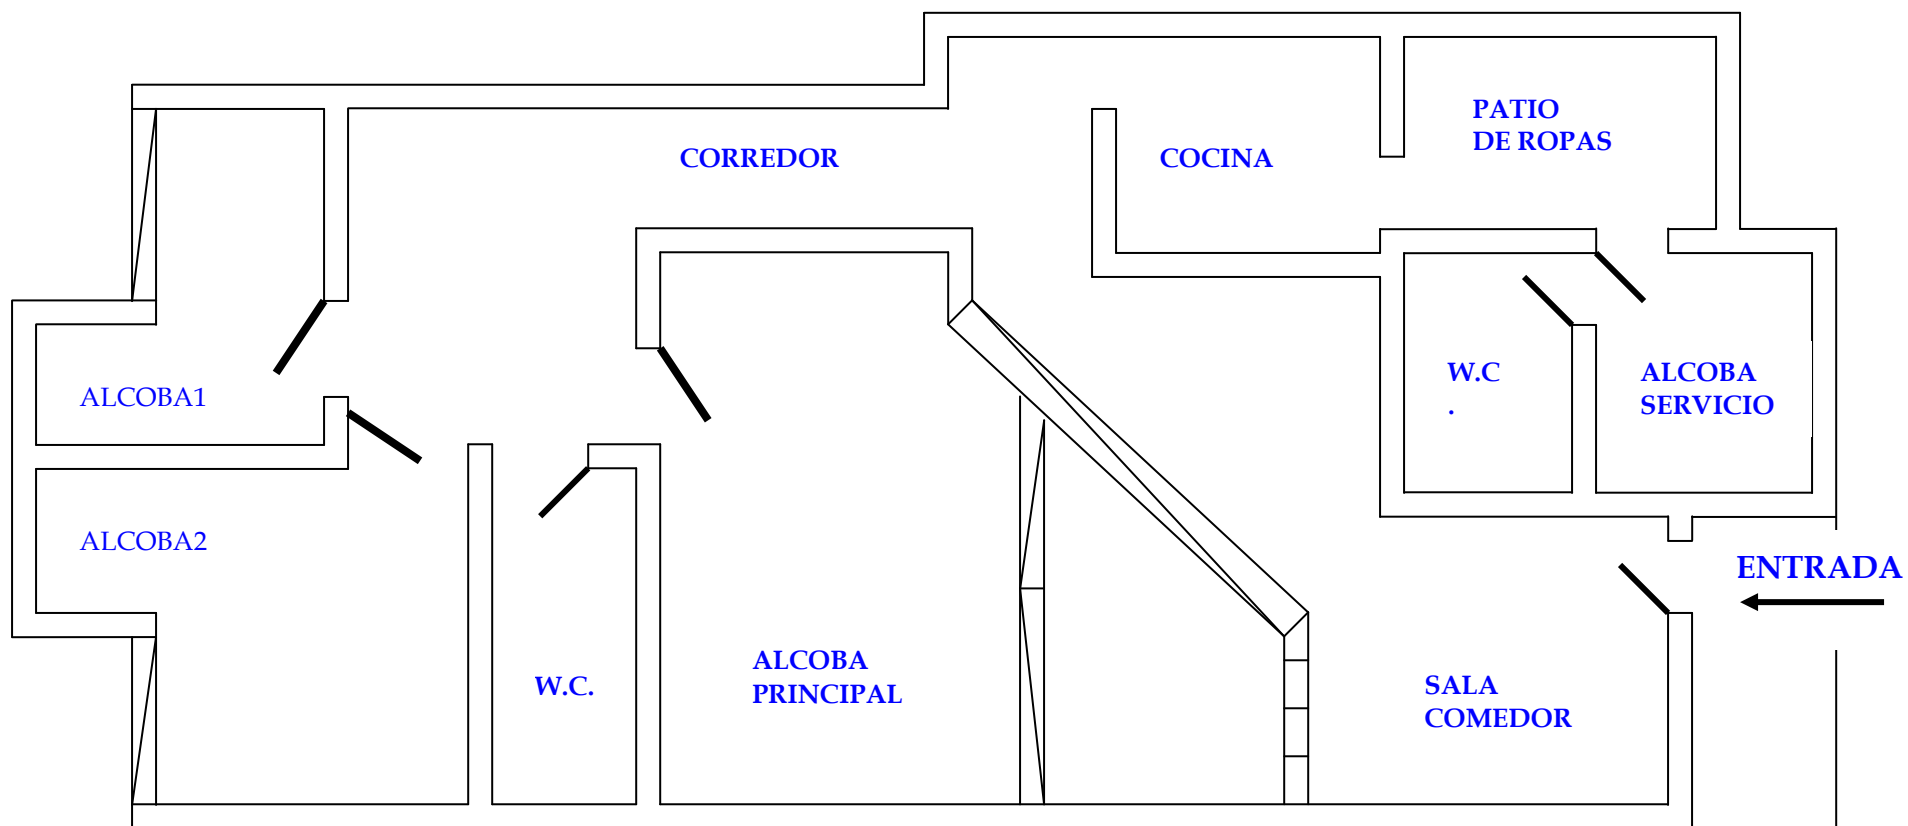 PATIO
DE ROPAS
CORREDOR
COCINA
W.C
.
ALCOBA
SERVICIO
ALCOBA1
ALCOBA2
ENTRADA
ALCOBA
PRINCIPAL
W.C.
SALA
COMEDOR